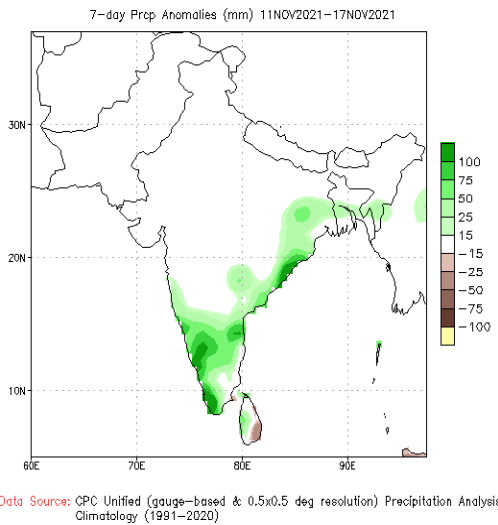 7-day Prcp Anomalies (mm) 11NOV2021-17NOV2021
30N
20N
10N
60E 70E 80E 90E
100
75
50
25
15
-15
-25
-50
-75
-100
Data Source: CPC Unified (gauge-based & 0.5x0.5 deg resolution) Precipitation Analysis
Climatology (1991-2020)